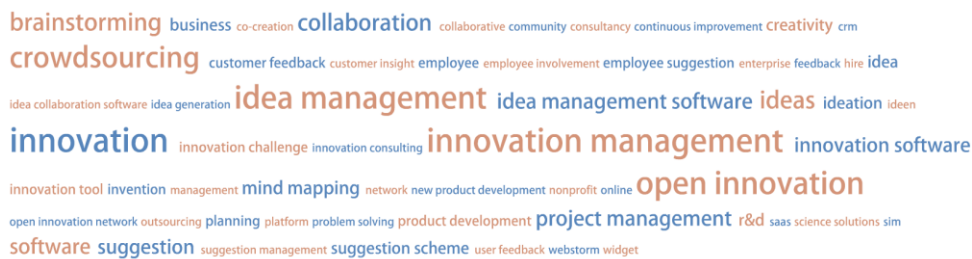 brainstorming business co-creation collaboration collaborative community consultancy continuous improvement creativity crm
crowdsourcing customer feedback customer insight employee employee involvement employee suggestion enterprise feedback hire idea
idea collaboration software idea generation idea management idea management software ideas ideation ideen
innovation innovation challenge innovation consulting innovation management innovation software
innovation tool invention management mind mapping network new product development nonprofit online open innovation
open innovation network outsourcing planning platform problem solving product development project management r&d saas science solutions sim
software suggestion suggestion management suggestion scheme user feedback webstorm widget